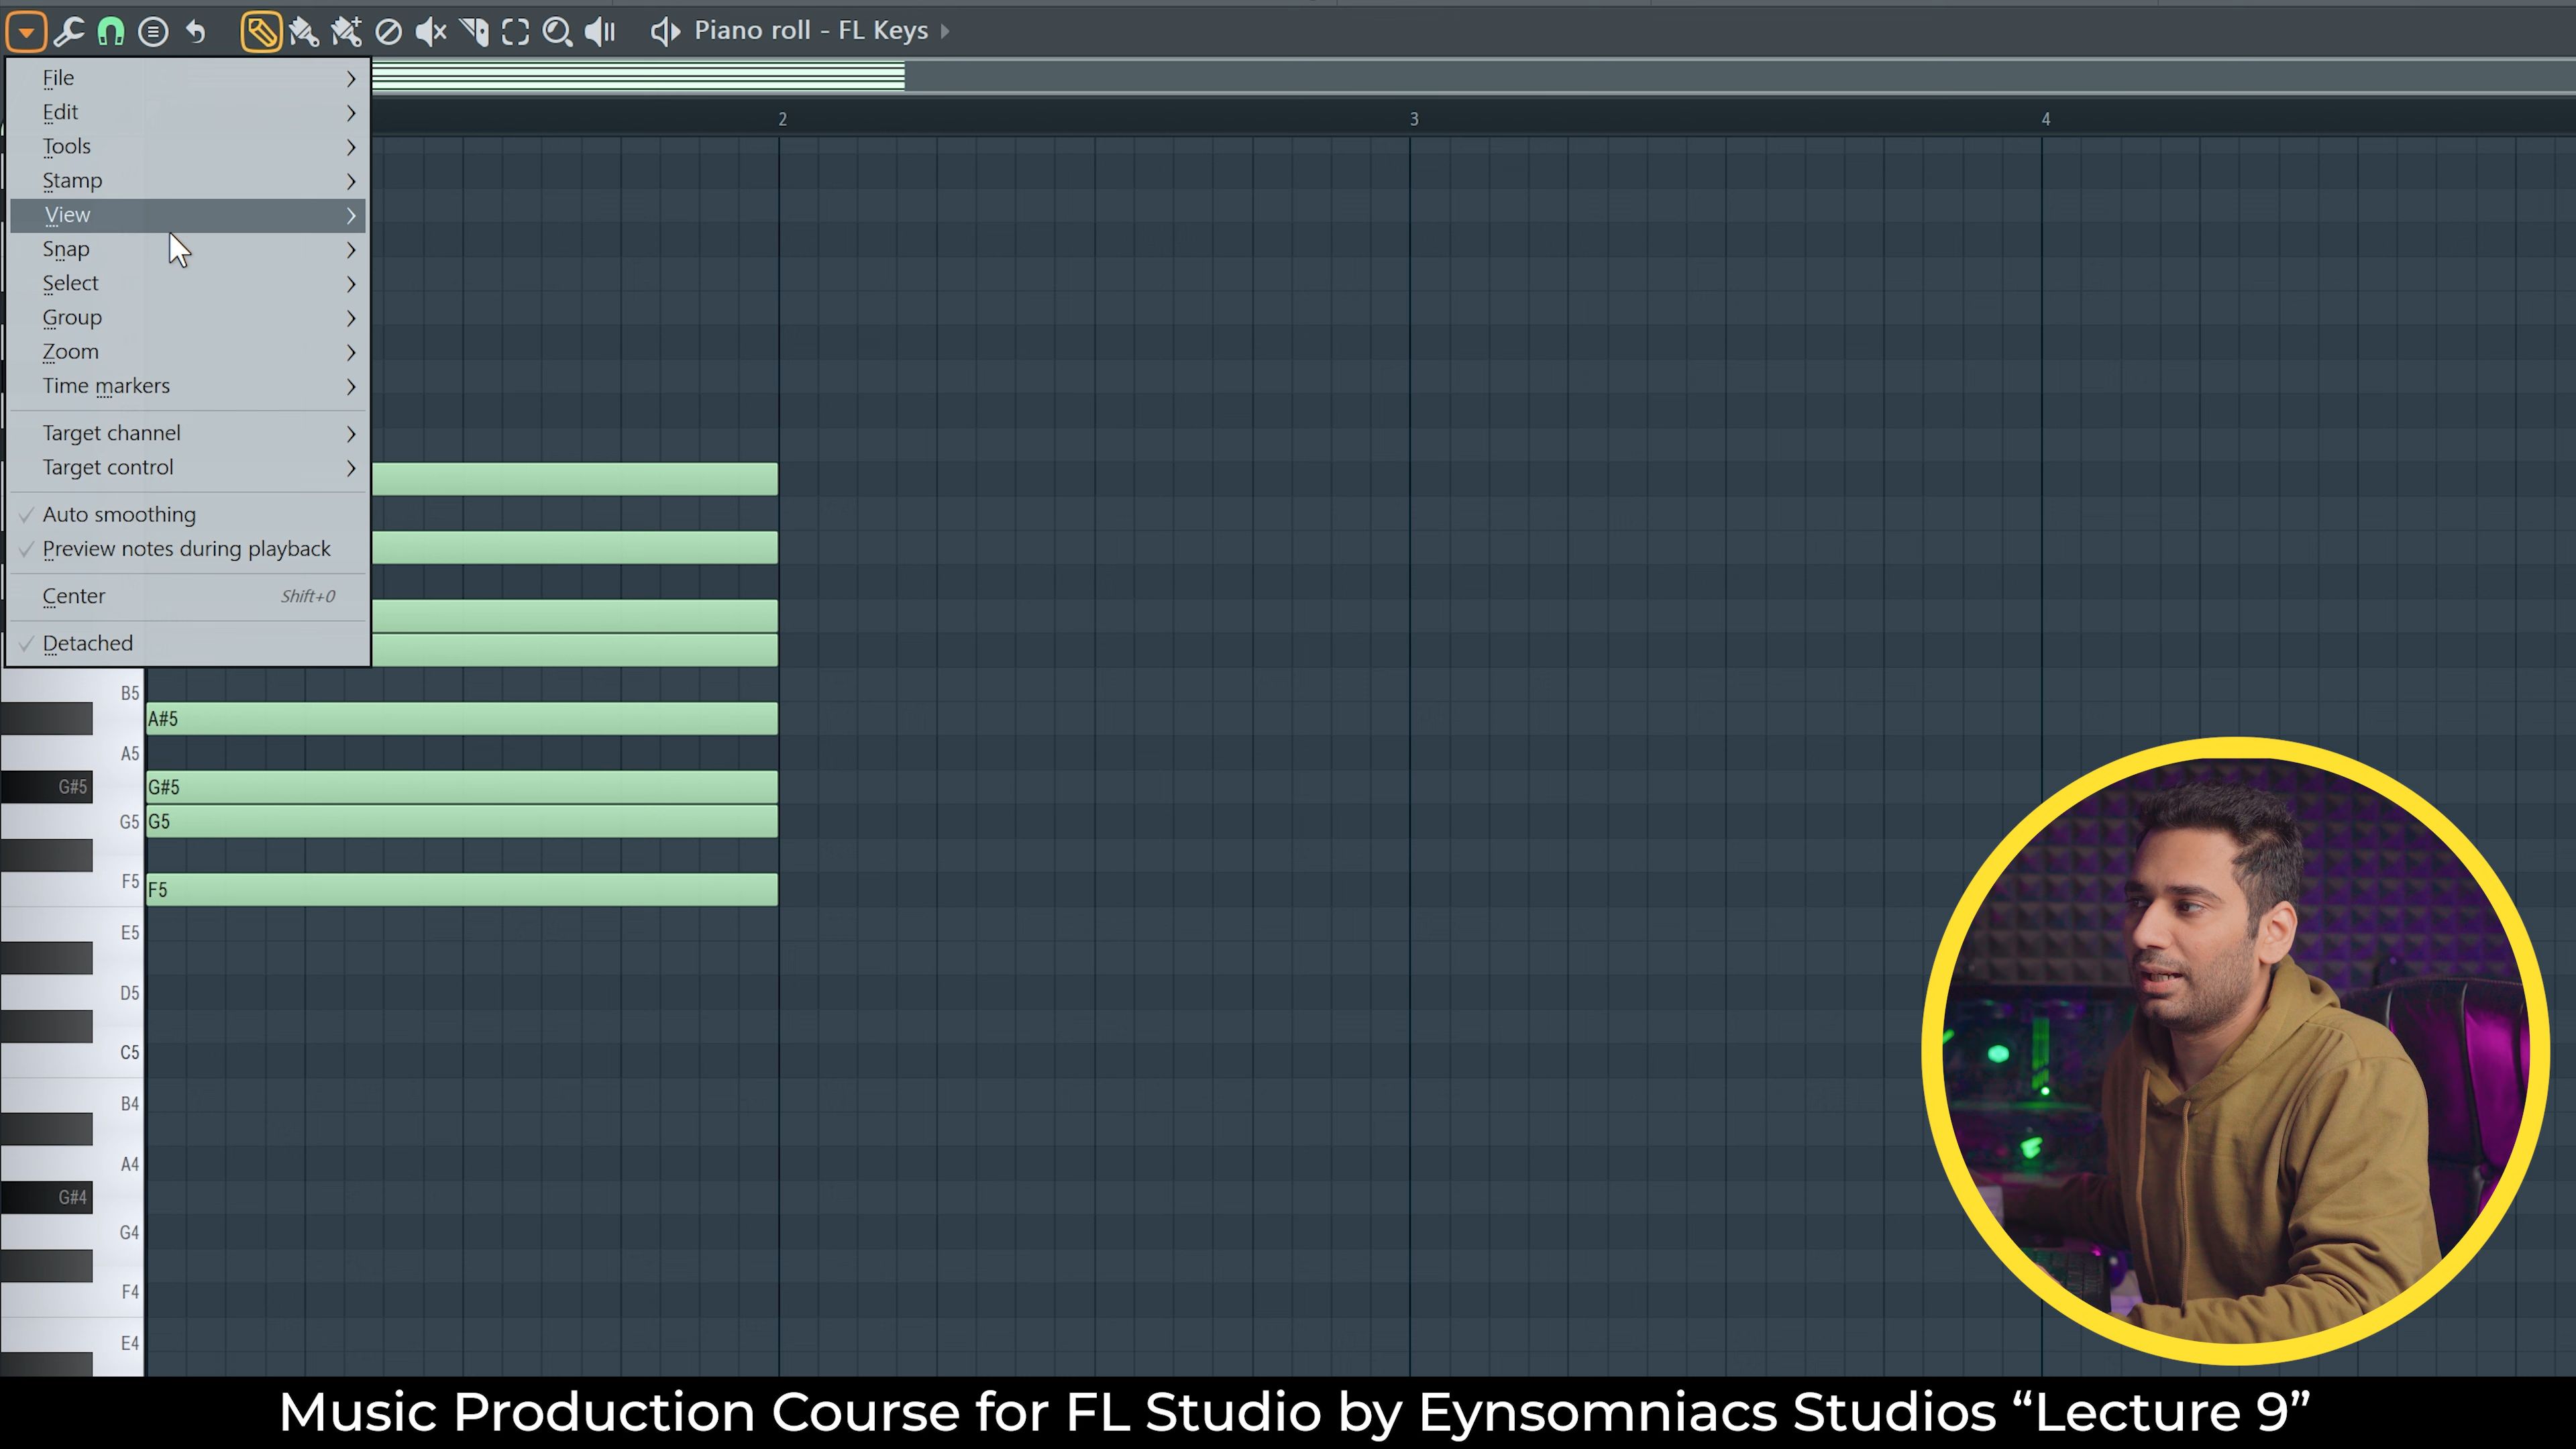 Piano roll - FL Keys
File
Edit
Tools
Stamp
View
Snap
Select
Group
Zoom
Time markers
Target channel
Target control
Auto smoothing
Preview notes during playback
Center Shift+0
Detached
2 3 4
B5
A#5
A5
G#5 G#5
G5 G5
F5 F5
E5
D5
C5
B4
A4
G#4
G4
F4
E4
Music Production Course for FL Studio by Eynsomniacs Studios “Lecture 9”